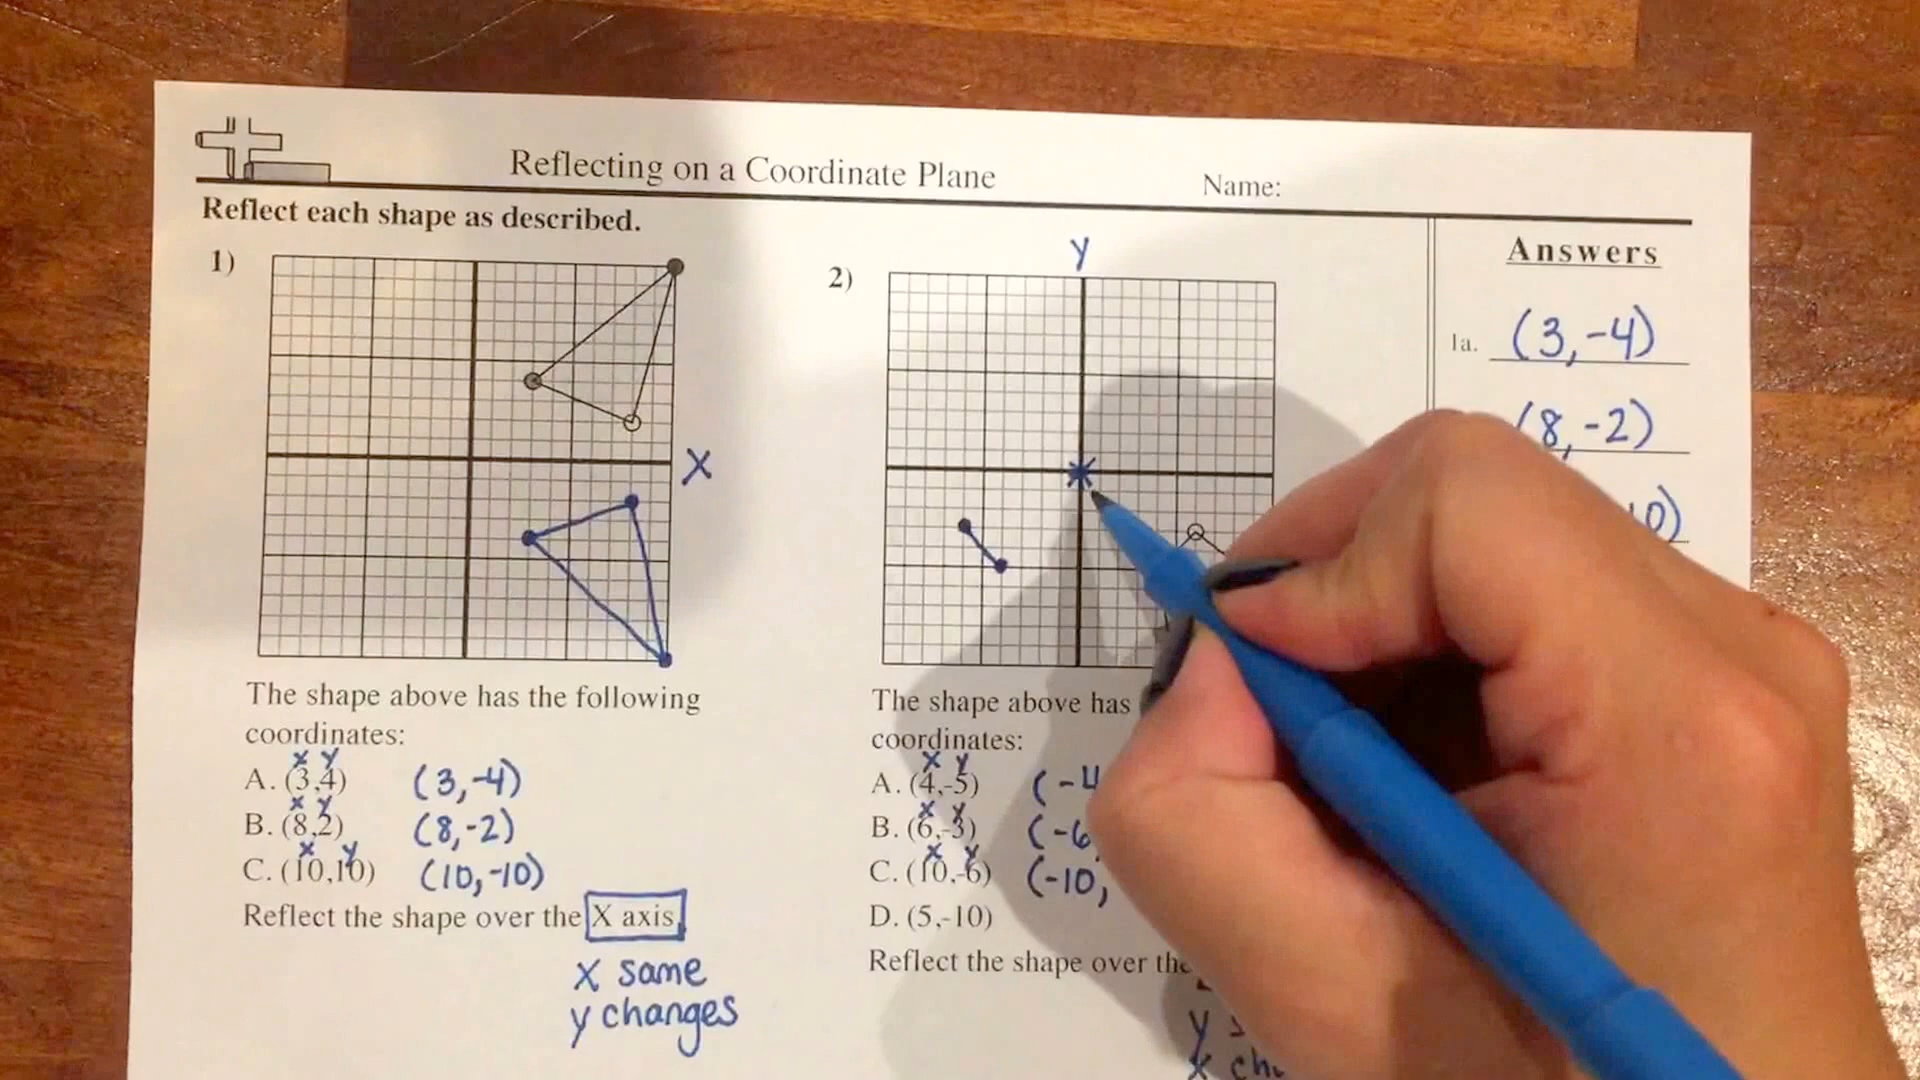 Reflecting on a Coordinate Plane
Name:
Reflect each shape as described.
Answers
1)
X
The shape above has the following
coordinates:
x y
A. (3,4) (3,-4)
x y
B. (8,2) (8,-2)
x y
C. (10,10) (10,-10)
Reflect the shape over the X axis
X same
y changes
2)
y
The shape above has
coordinates:
x y
A. (4,-5) (-4
x y
B. (6,-3) (-6
x y
C. (10,-6) (-10,
D. (5,-10)
Reflect the shape over the
y
x
1a. (3,-4)
(8,-2)
0)